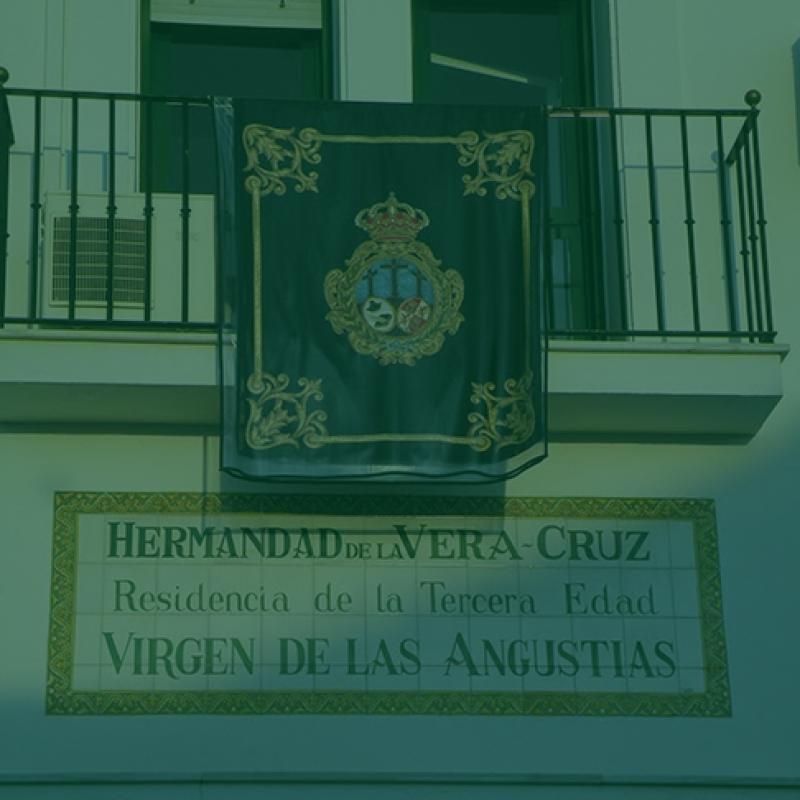 HERMANDAD DE LA VERA-CRUZ
Residencia de la Tercera Edad
VIRGEN DE LAS ANGUSTIAS